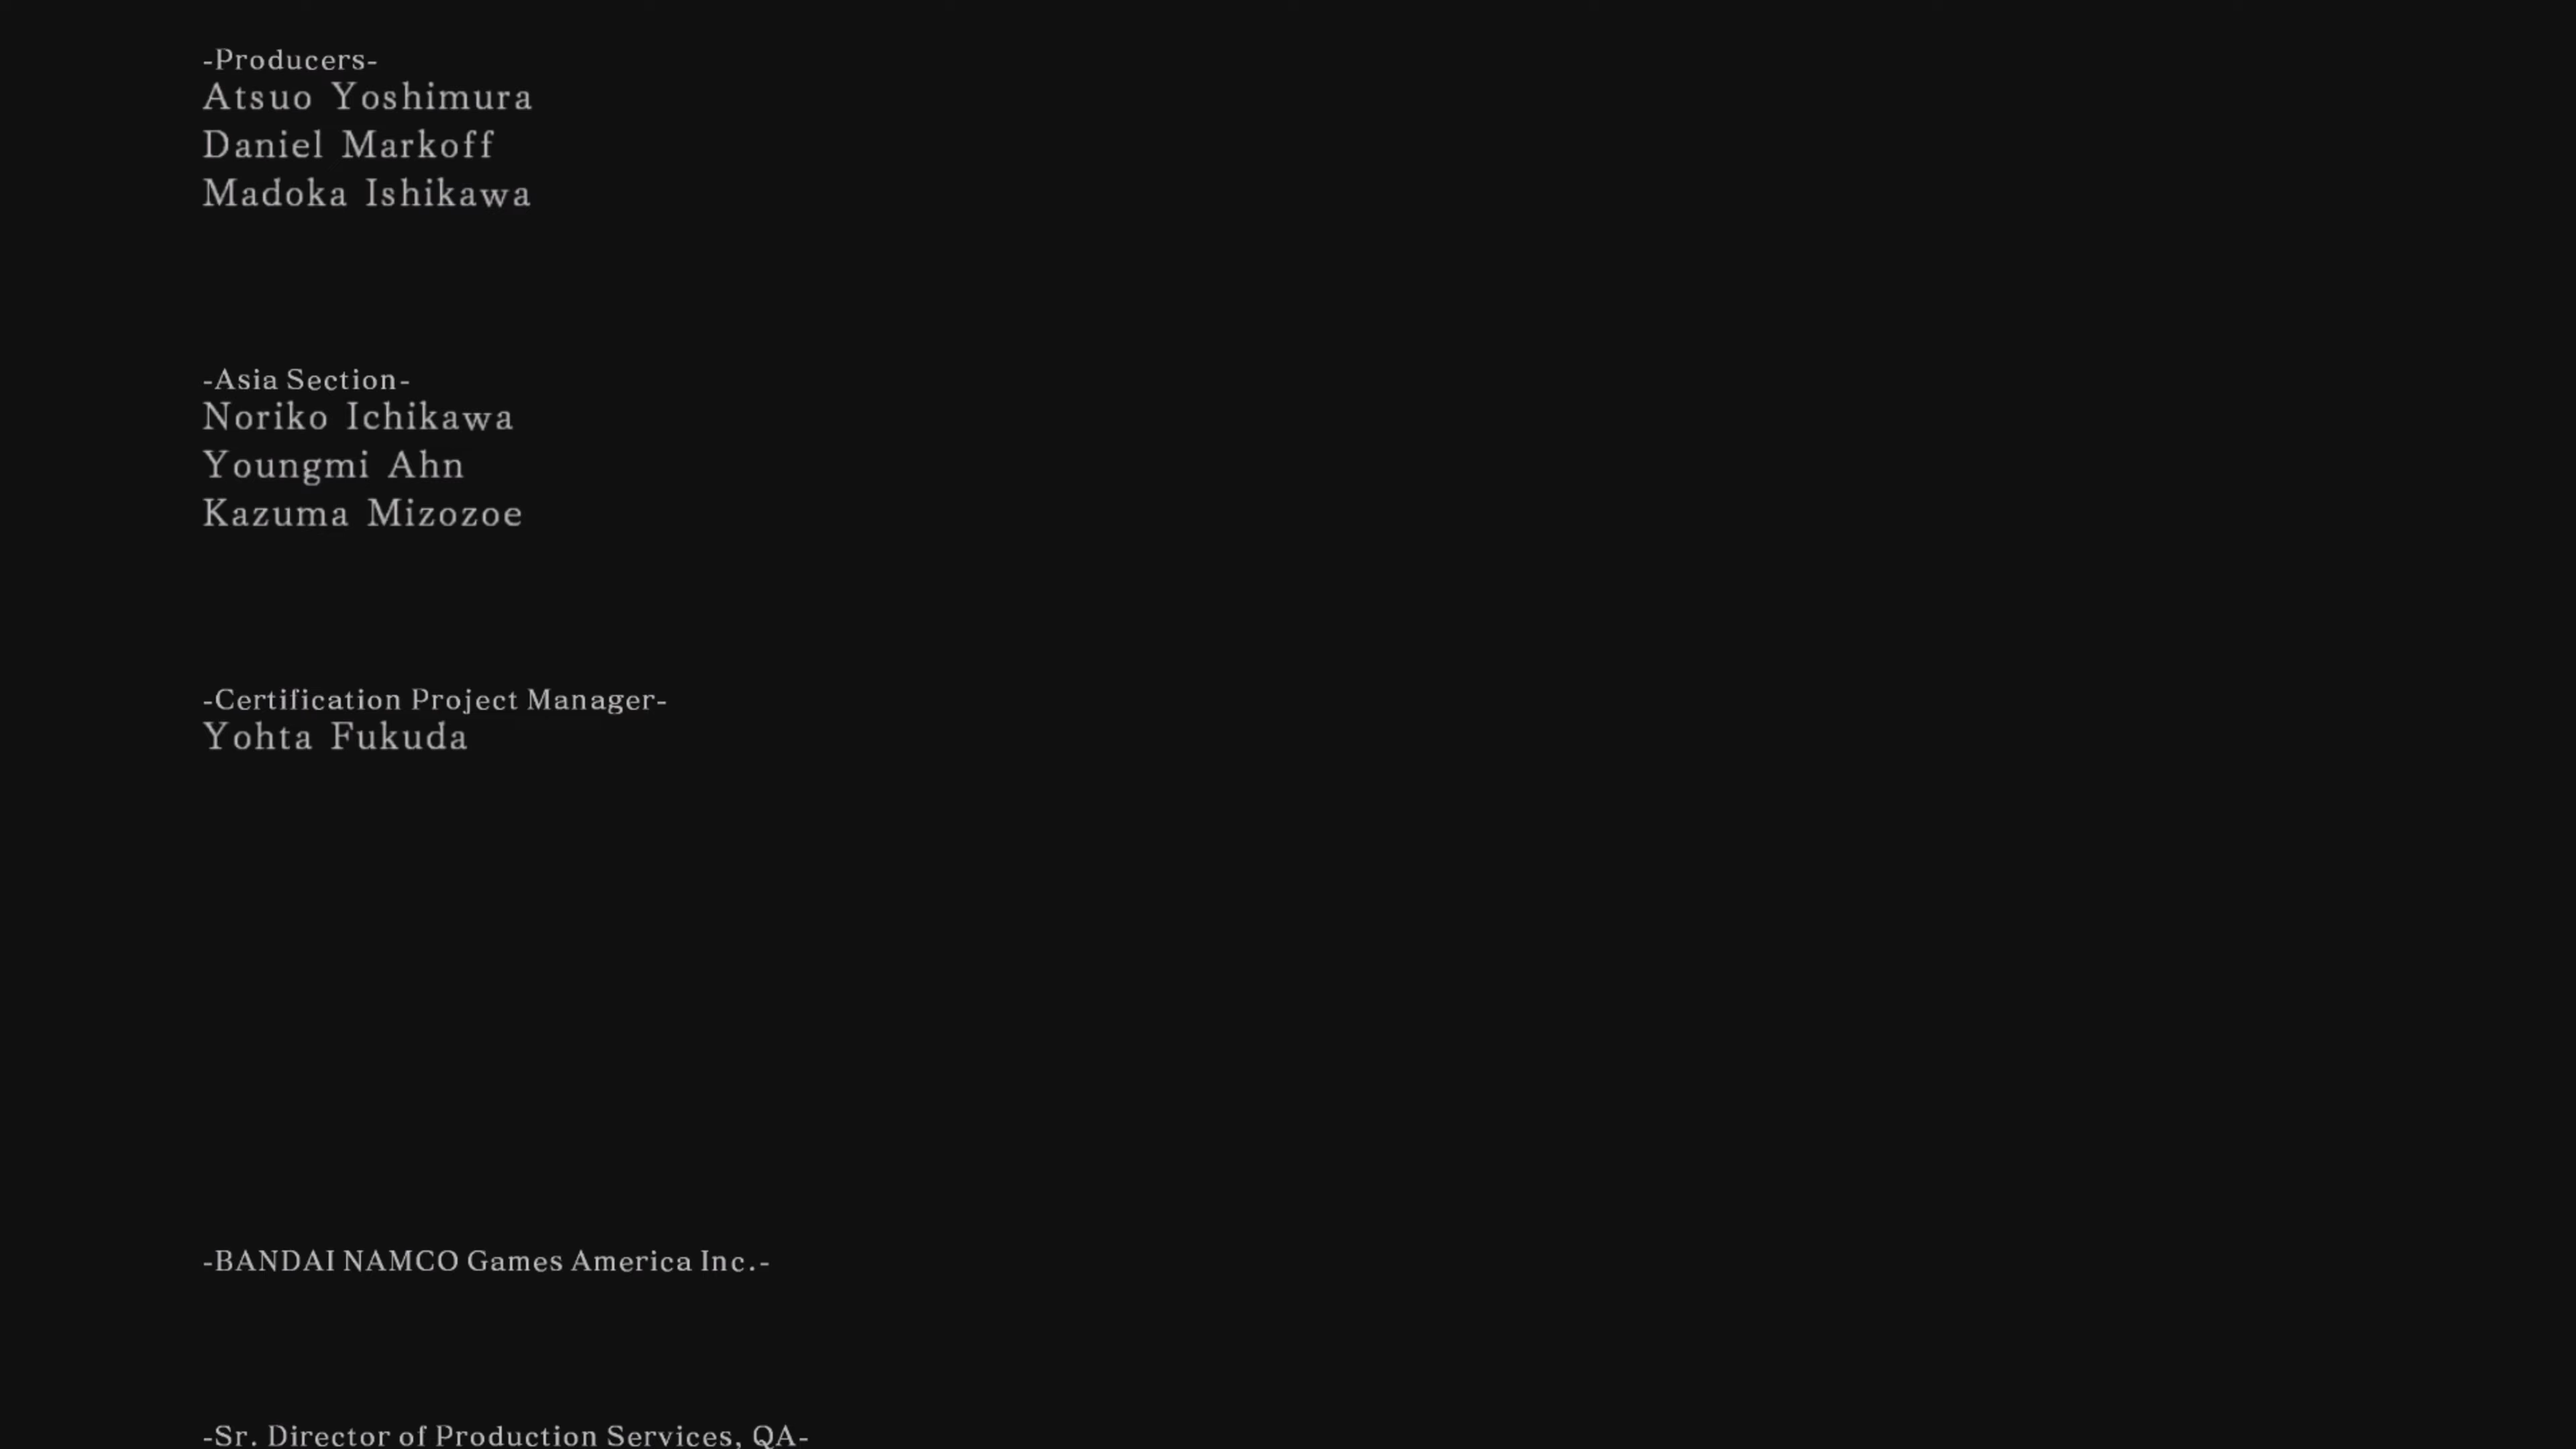 -Producers-
Atsuo Yoshimura
Daniel Markoff
Madoka Ishikawa
-Asia Section-
Noriko Ichikawa
Youngmi Ahn
Kazuma Mizozoe
-Certification Project Manager-
Yohta Fukuda
-BANDAI NAMCO Games America Inc.-
-Sr. Director of Production Services, QA-